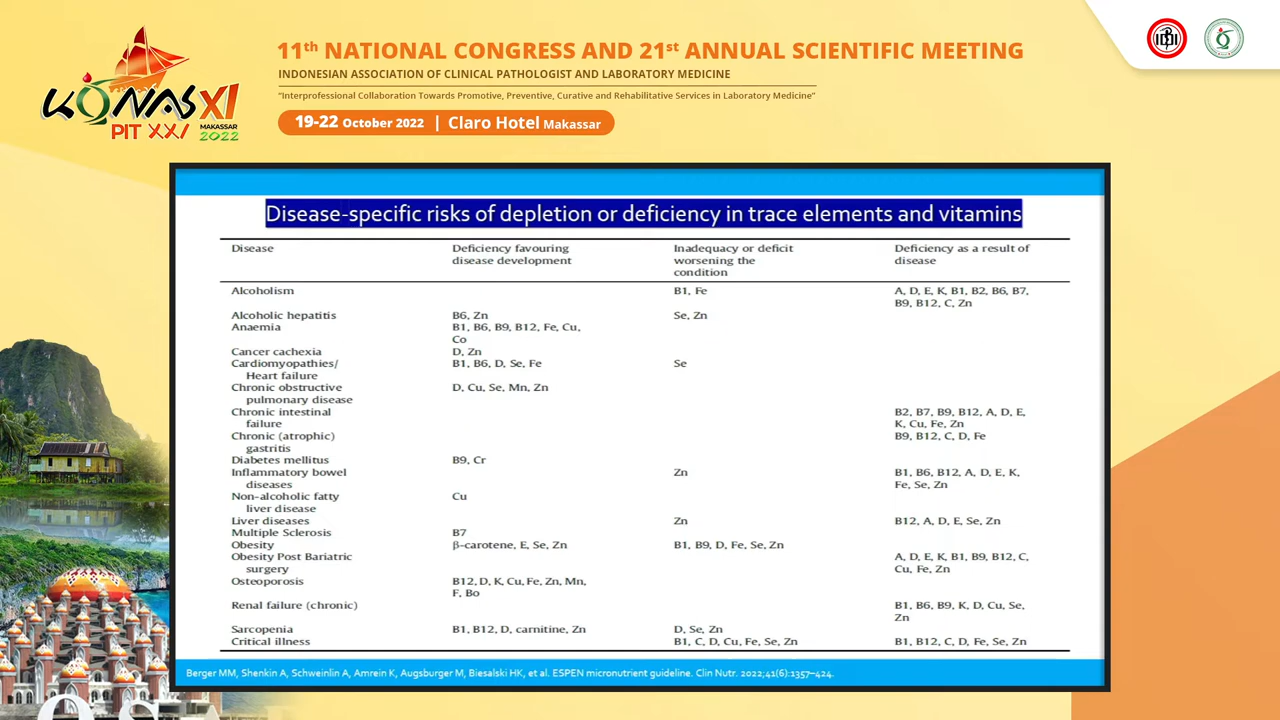 11th NATIONAL CONGRESS AND 21st ANNUAL SCIENTIFIC MEETING
INDONESIAN ASSOCIATION OF CLINICAL PATHOLOGIST AND LABORATORY MEDICINE
"Interprofessional Collaboration Towards Promotive, Preventive, Curative and Rehabilitative Services in Laboratory Medicine"
19-22 October 2022 | Claro Hotel Makassar
KONAS XI
PIT XXI MAKASSAR 2022
Disease-specific risks of depletion or deficiency in trace elements and vitamins
Disease Deficiency favouring disease development Inadequacy or deficit worsening the condition Deficiency as a result of disease
Alcoholism B1, Fe A, D, E, K, B1, B2, B6, B7, B9, B12, C, Zn
Alcoholic hepatitis B6, Zn Se, Zn
Anaemia B1, B6, B9, B12, Fe, Cu, Co
Cancer cachexia D, Zn
Cardiomyopathies/ Heart failure B1, B6, D, Se, Fe Se
Chronic obstructive pulmonary disease D, Cu, Se, Mn, Zn
Chronic intestinal failure B2, B7, B9, B12, A, D, E, K, Cu, Fe, Zn
Chronic (atrophic) gastritis B9, B12, C, D, Fe
Diabetes mellitus B9, Cr
Inflammatory bowel diseases Zn B1, B6, B12, A, D, E, K, Fe, Se, Zn
Non-alcoholic fatty liver disease Cu
Liver diseases Zn B12, A, D, E, Se, Zn
Multiple Sclerosis B7
Obesity β-carotene, E, Se, Zn B1, B9, D, Fe, Se, Zn
Obesity Post Bariatric surgery A, D, E, K, B1, B9, B12, C, Cu, Fe, Zn
Osteoporosis B12, D, K, Cu, Fe, Zn, Mn, F, Bo
Renal failure (chronic) B1, B6, B9, K, D, Cu, Se, Zn
Sarcopenia B1, B12, D, carnitine, Zn D, Se, Zn
Critical illness B1, C, D, Cu, Fe, Se, Zn B1, B12, C, D, Fe, Se, Zn
Berger MM, Shenkin A, Schweinlin A, Amrein K, Augsburger M, Biesalski HK, et al. ESPEN micronutrient guideline. Clin Nutr. 2022;41(6):1357–424.